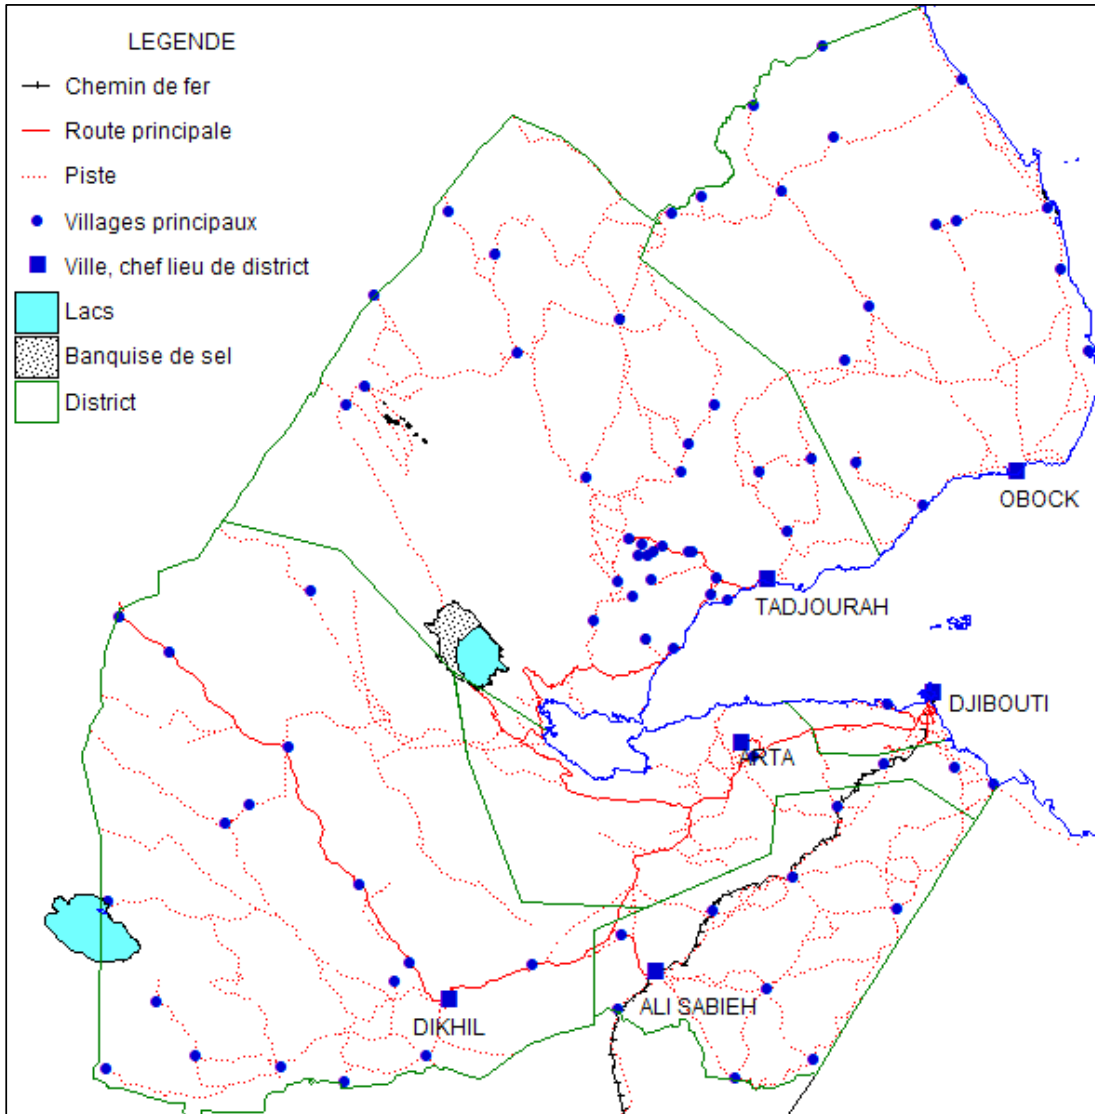 LEGENDE
Chemin de fer
Route principale
Piste
Villages principaux
Ville, chef lieu de district
Lacs
Banquise de sel
District
OBOCK
TADJOURAH
DJIBOUTI
ARTA
ALI SABIEH
DIKHIL